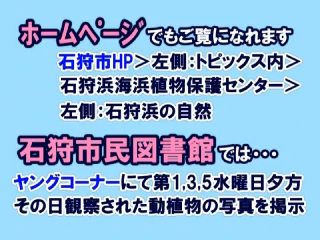 ホームページでもご覧になれます
石狩市HP>左側:トピックス内>
石狩浜海浜植物保護センター>
左側:石狩浜の自然
石狩市民図書館では・・・
ヤングコーナーにて第1,3,5水曜日夕方
その日観察された動植物の写真を掲示